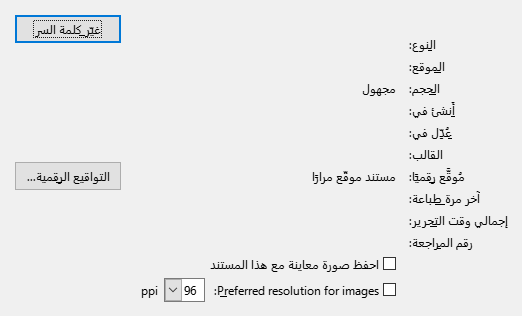 غيّر كلمة السر
النوع:
الموقع:
الحجم: مجهول
أنشئ في:
عُدِّل في:
القالب:
مُوقَّع رقميًا: مستند موقّع مرارًا التواقيع الرقمية...
آخر مرة طباعة:
إجمالي وقت التحرير:
رقم المراجعة:
احفظ صورة معاينة مع هذا المستند
Preferred resolution for images: 96 ppi